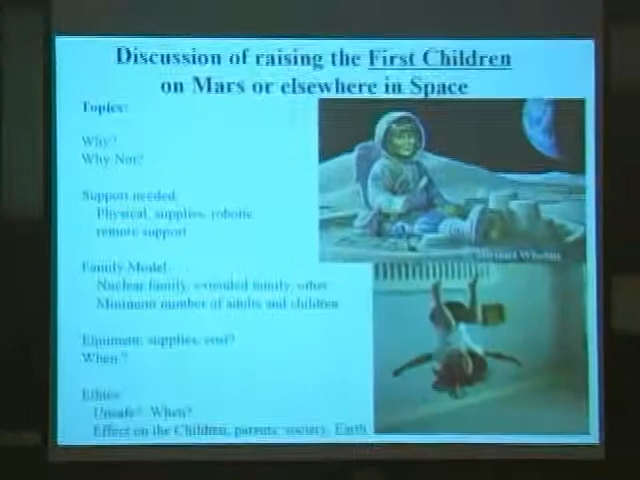 Discussion of raising the First Children
on Mars or elsewhere in Space
Topics:
Why?
Why Not?
Support needed:
Physical, supplies, robotic
remote support
Family Model:
Nuclear family, extended family, other
Minimum number of adults and children
supplies, cost?
When ?
Ethics
Unsafe? When?
Effect on the Children, parents, society, Earth